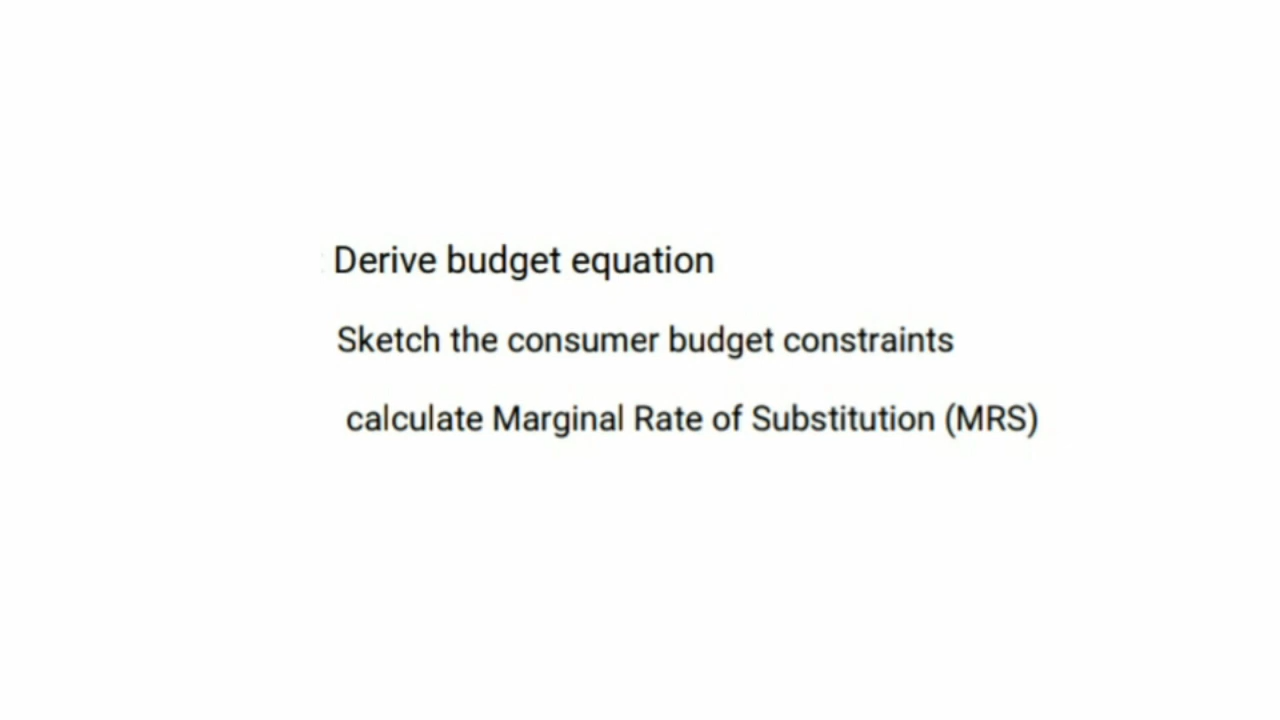 Derive budget equation
Sketch the consumer budget constraints
calculate Marginal Rate of Substitution (MRS)